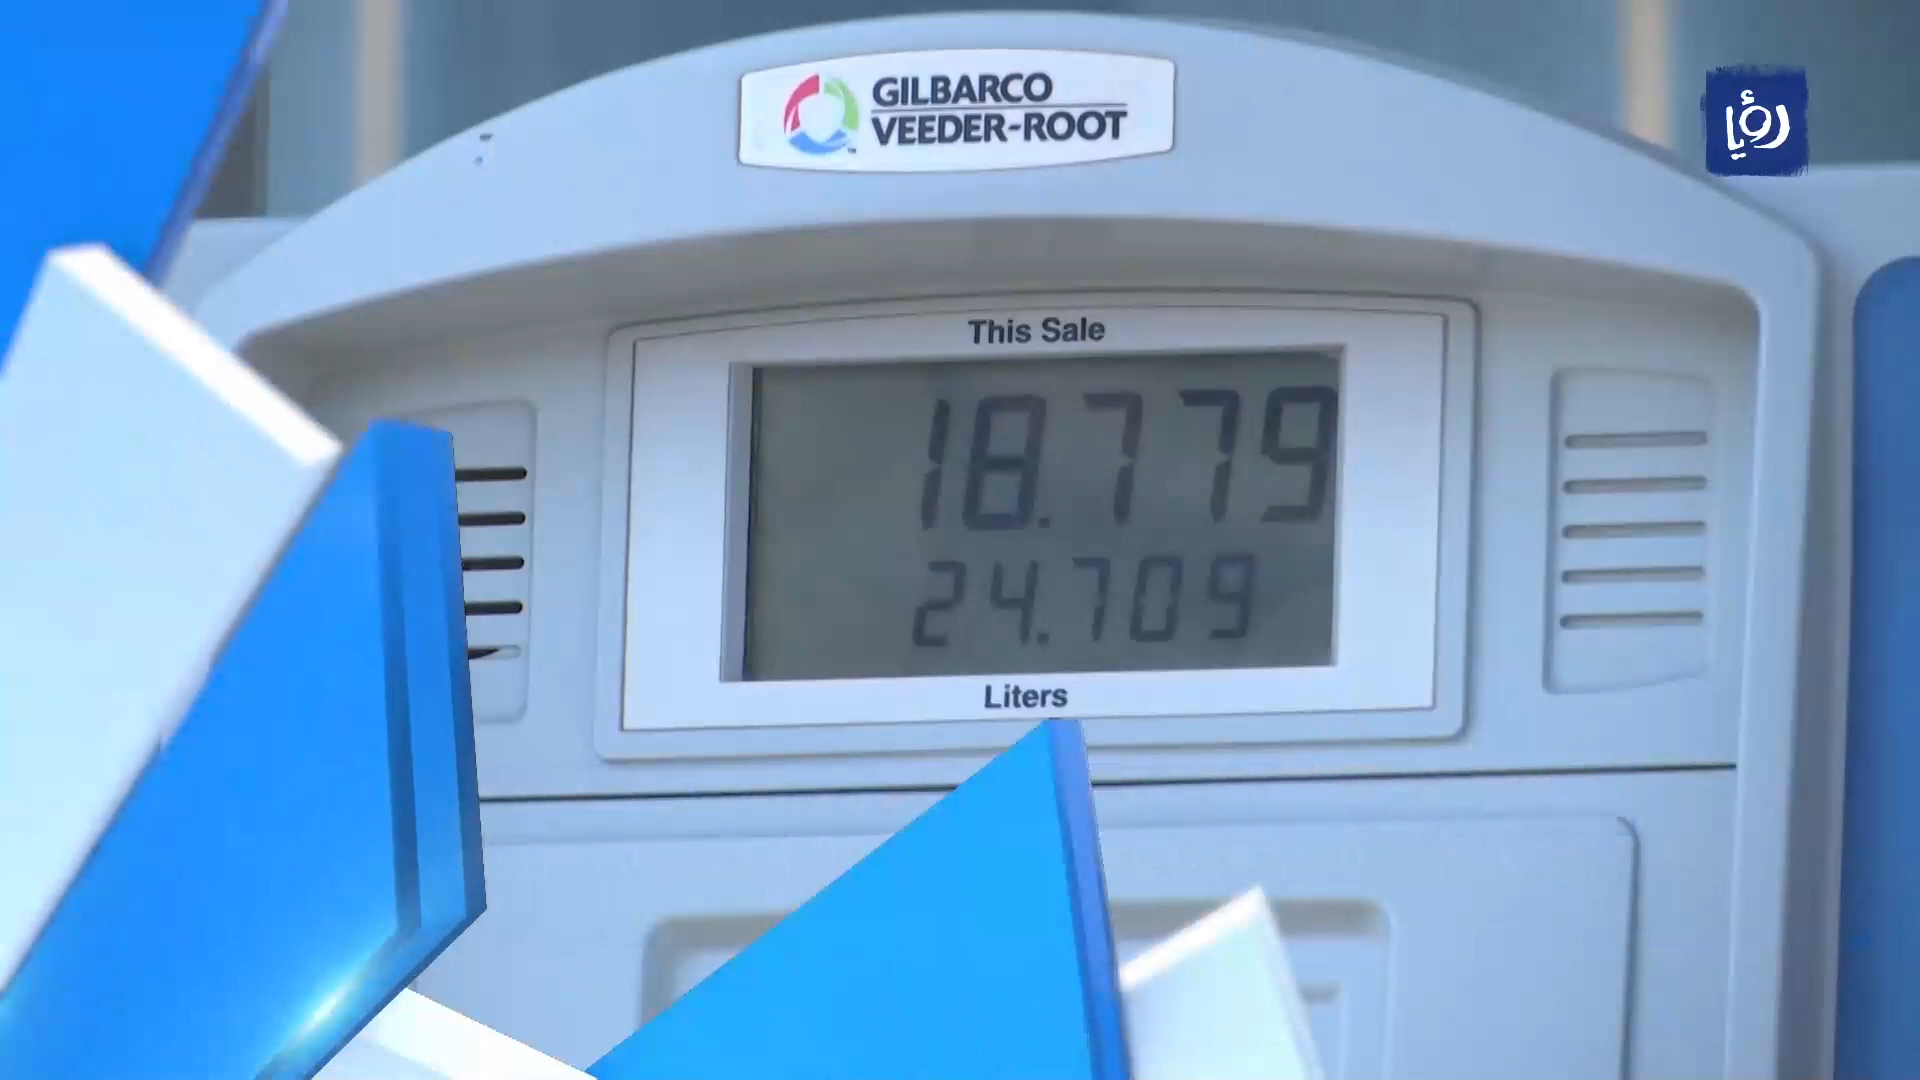 GILBARCO
VEEDER-ROOT
رؤيا
This Sale
18.779
24.709
Liters